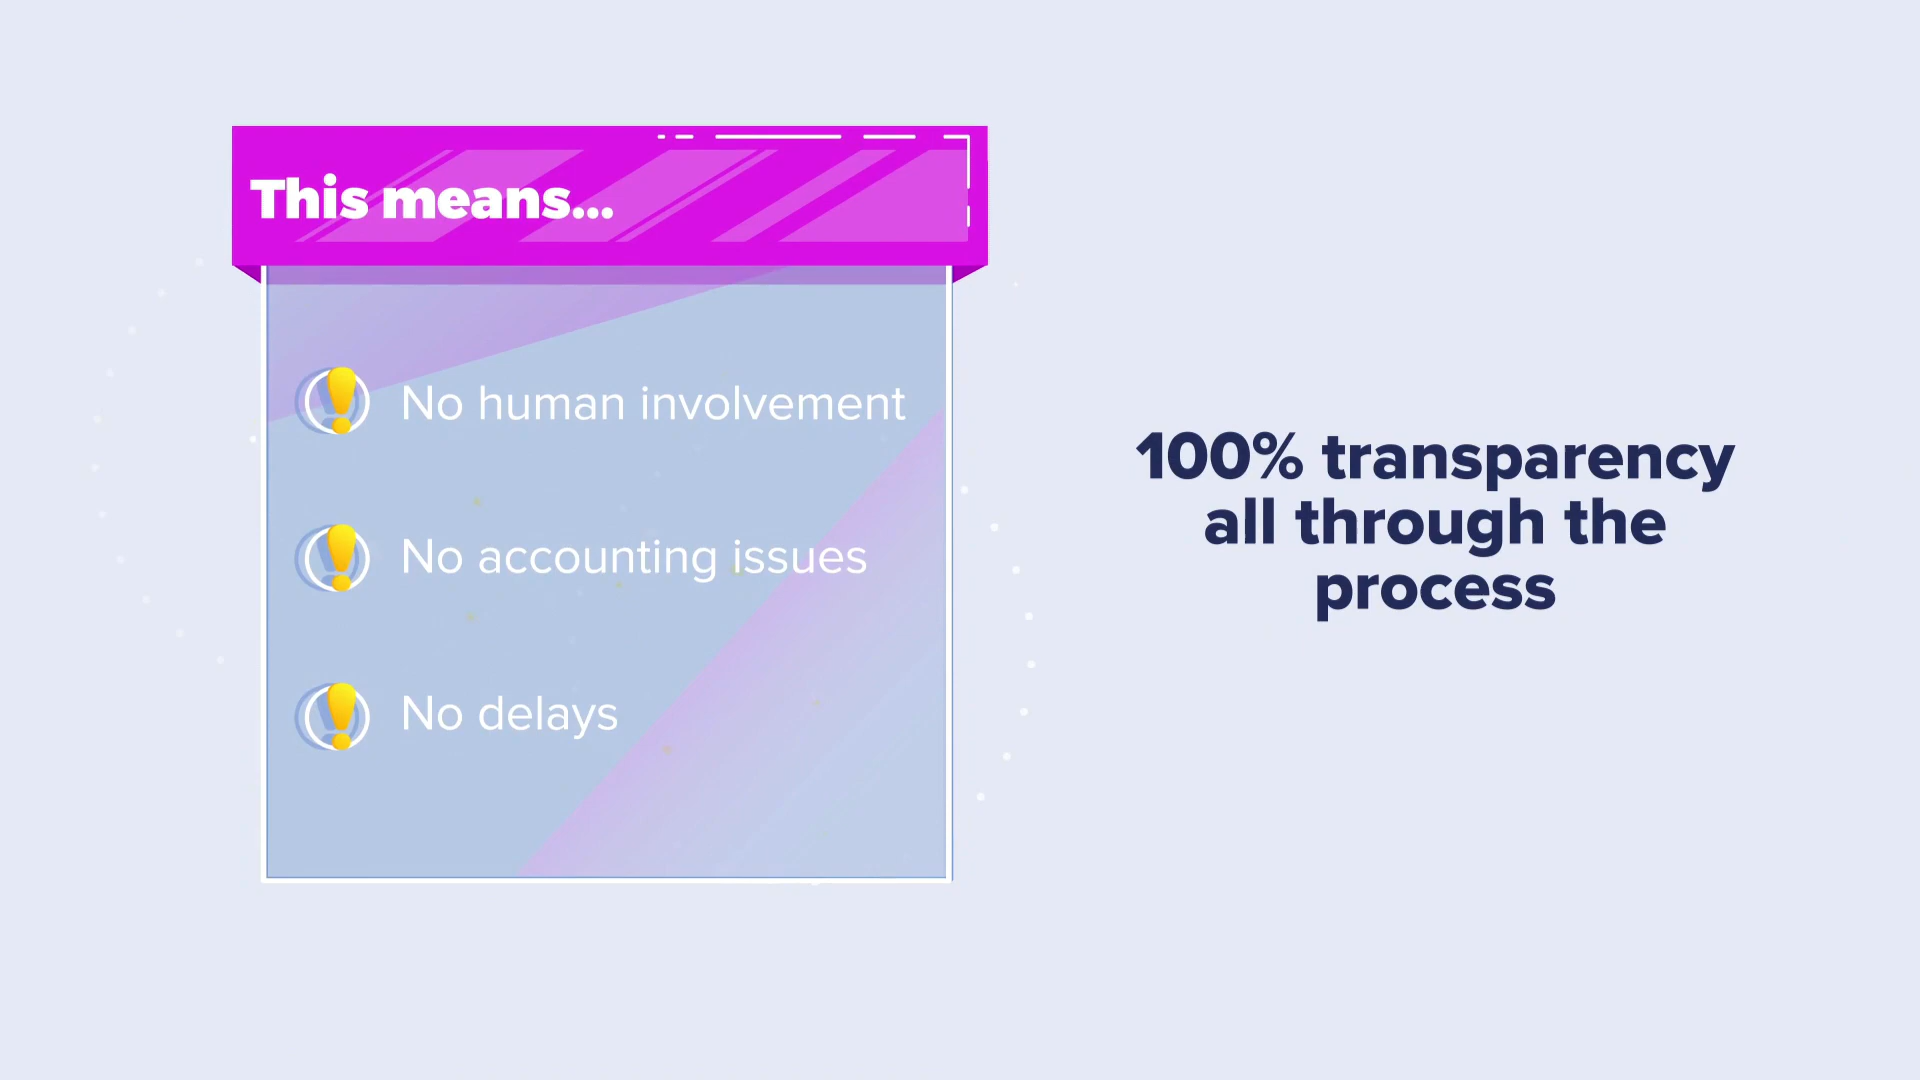 This means...
No human involvement
No accounting issues
No delays
100% transparency
all through the
process